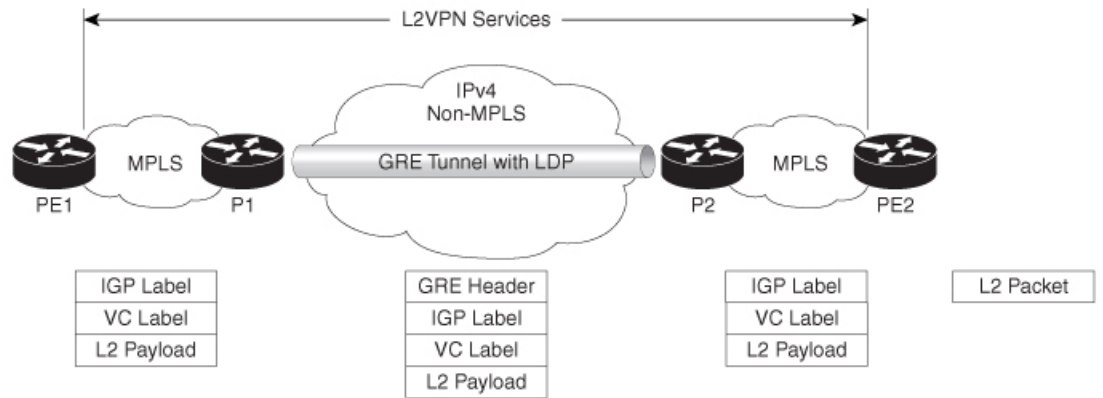 L2VPN Services
IPv4
Non-MPLS
MPLS
GRE Tunnel with LDP
MPLS
PE1
P1
P2
PE2
IGP Label
VC Label
L2 Payload
GRE Header
IGP Label
VC Label
L2 Payload
IGP Label
VC Label
L2 Payload
L2 Packet